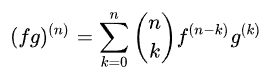 (fg)^{(n)} = \sum_{k=0}^{n} \binom{n}{k} f^{(n-k)} g^{(k)}